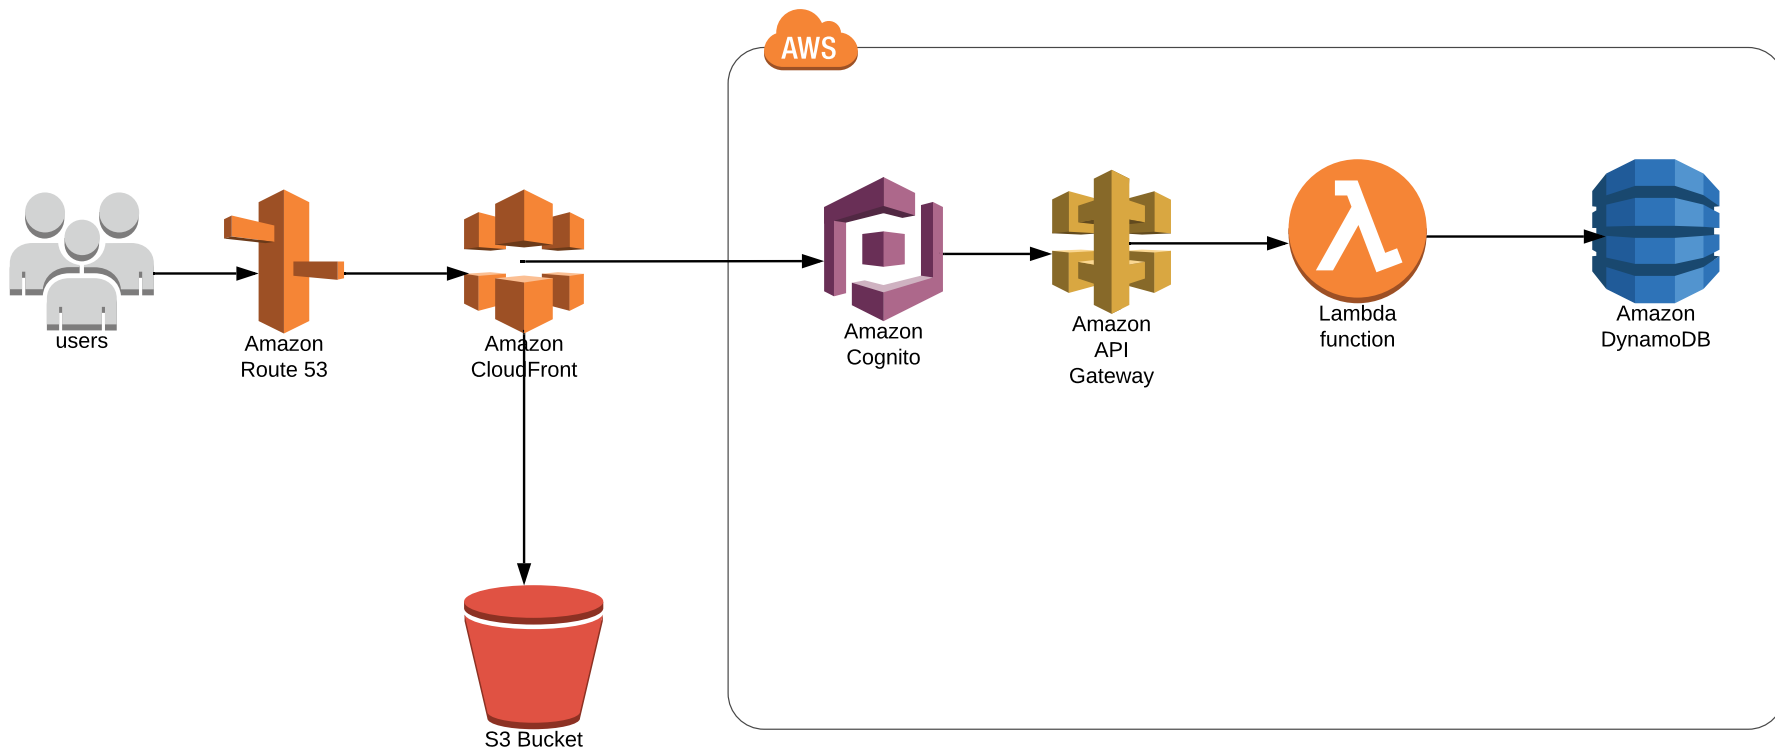 AWS
users
Amazon
Route 53
Amazon
CloudFront
Amazon
Cognito
Amazon
API
Gateway
Lambda
function
Amazon
DynamoDB
S3 Bucket